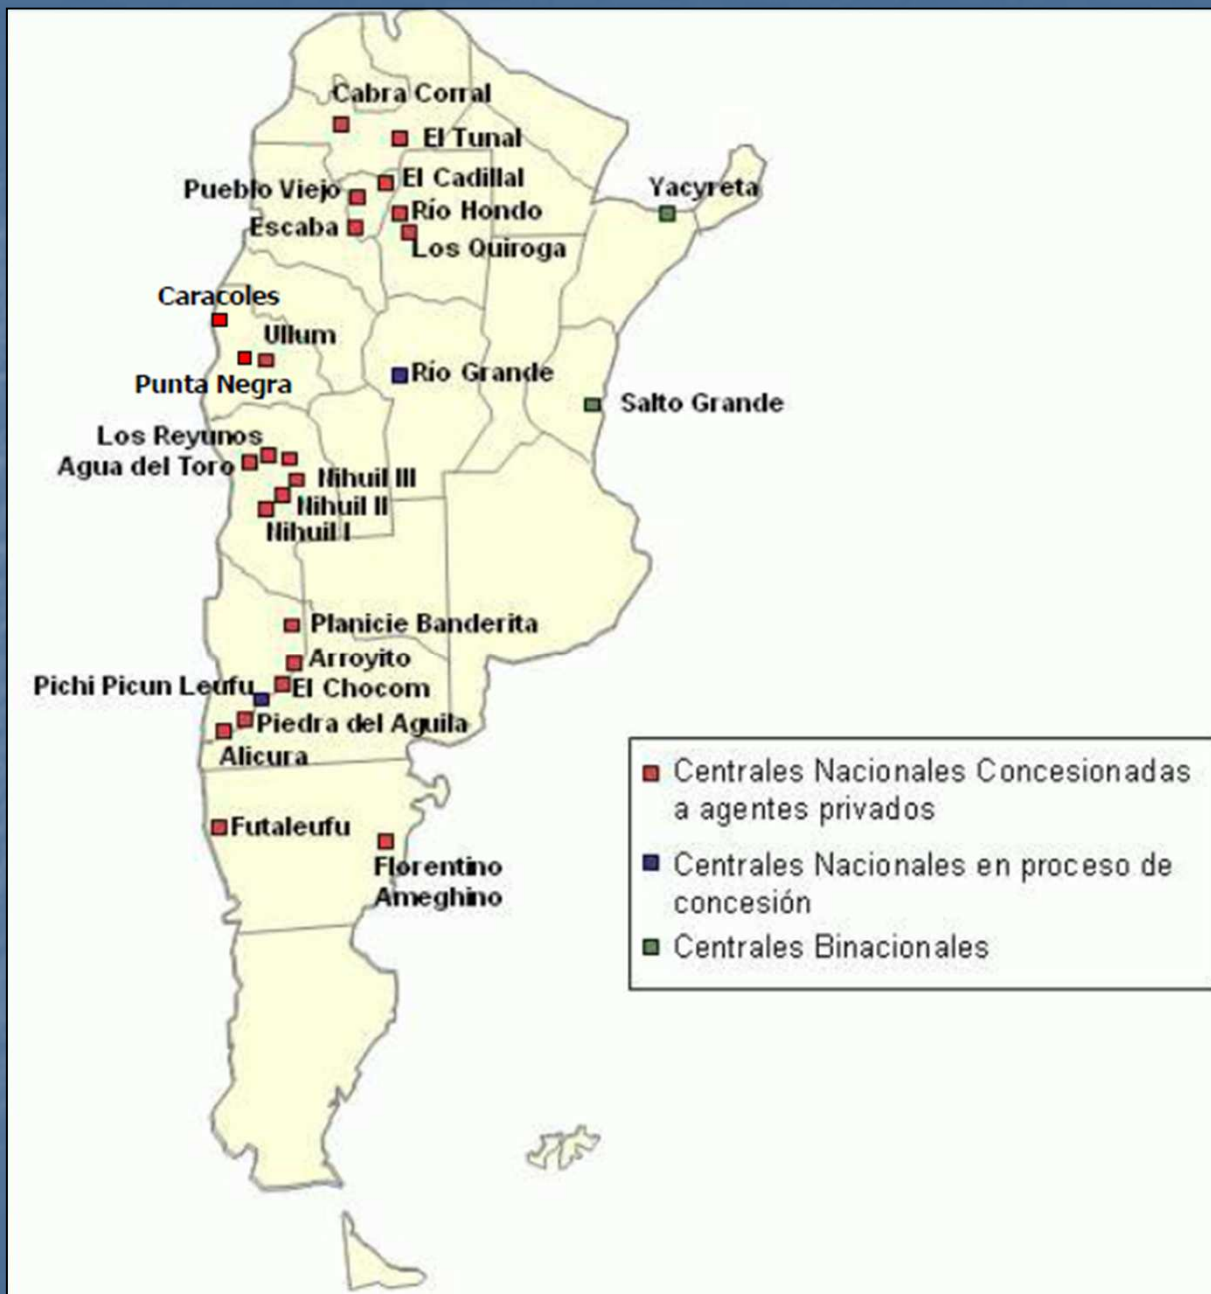 Cabra Corral
El Tunal
El Cadillal
Pueblo Viejo
Yacyreta
Río Hondo
Escaba
Los Quiroga
Caracoles
Ullum
Río Grande
Punta Negra
Salto Grande
Los Reyunos
Agua del Toro
Nihuil III
Nihuil II
Nihuil I
Planicie Banderita
Arroyito
Pichi Picun Leufu
El Chocom
Piedra del Aguila
Alicura
Futaleufu
Florentino
Ameghino
Centrales Nacionales Concesionadas
a agentes privados
Centrales Nacionales en proceso de
concesión
Centrales Binacionales